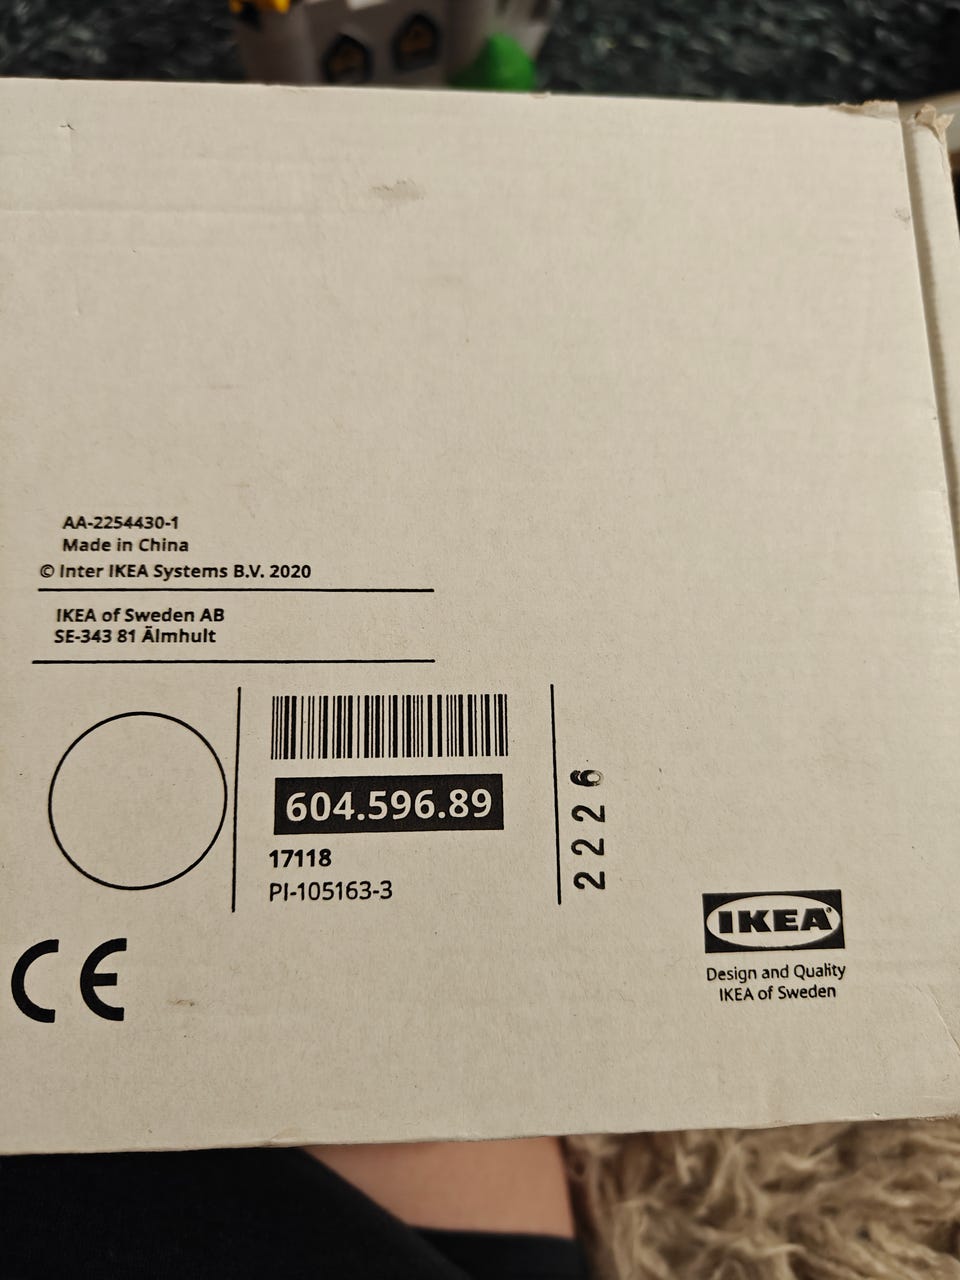 AA-2254430-1
Made in China
© Inter IKEA Systems B.V. 2020
IKEA of Sweden AB
SE-343 81 Älmhult
604.596.89
17118
PI-105163-3
2226
CE
IKEA®
Design and Quality
IKEA of Sweden